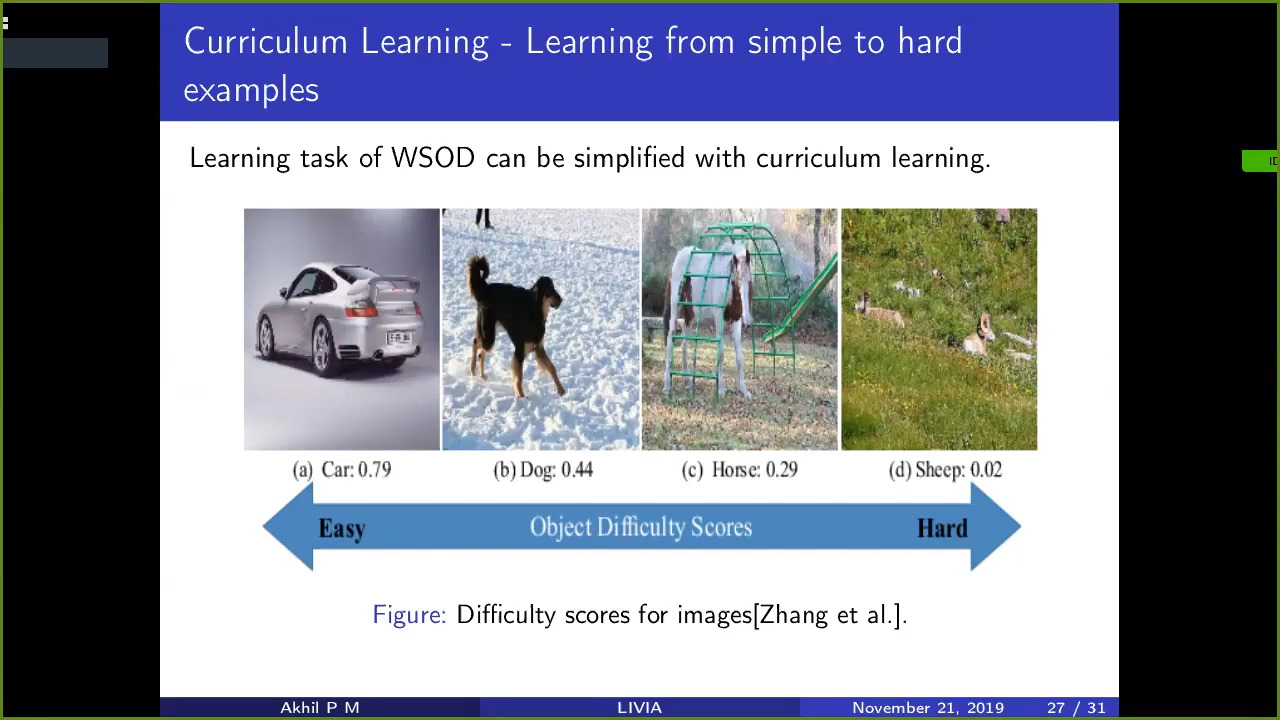 Curriculum Learning - Learning from simple to hard
examples
Learning task of WSOD can be simplified with curriculum learning.
(a) Car: 0.79
(b) Dog: 0.44
(c) Horse: 0.29
(d) Sheep: 0.02
Easy
Object Difficulty Scores
Hard
Figure: Difficulty scores for images[Zhang et al.].
Akhil P M
LIVIA
November 21, 2019
27 / 31